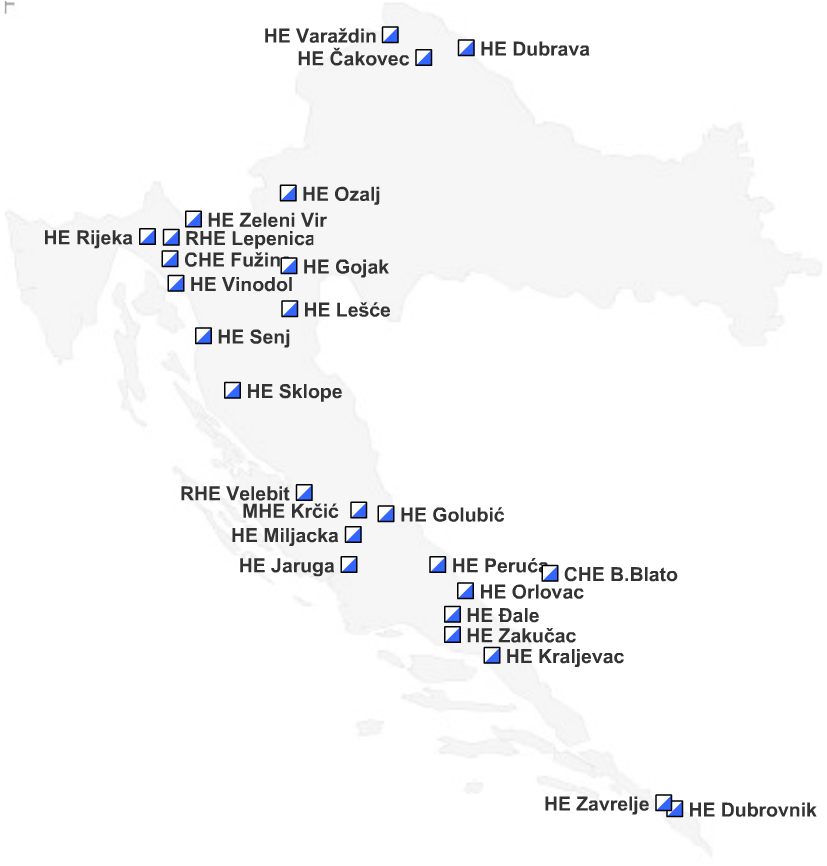 HE Varaždin
HE Dubrava
HE Čakovec
HE Ozalj
HE Zeleni Vir
HE Rijeka
RHE Lepenica
CHE Fužin
HE Gojak
HE Vinodol
HE Lešće
HE Senj
HE Sklope
RHE Velebit
MHE Krčić
HE Golubić
HE Miljacka
HE Jaruga
HE Peruća
CHE B.Blato
HE Orlovac
HE Đale
HE Zakučac
HE Kraljevac
HE Zavrelje
HE Dubrovnik